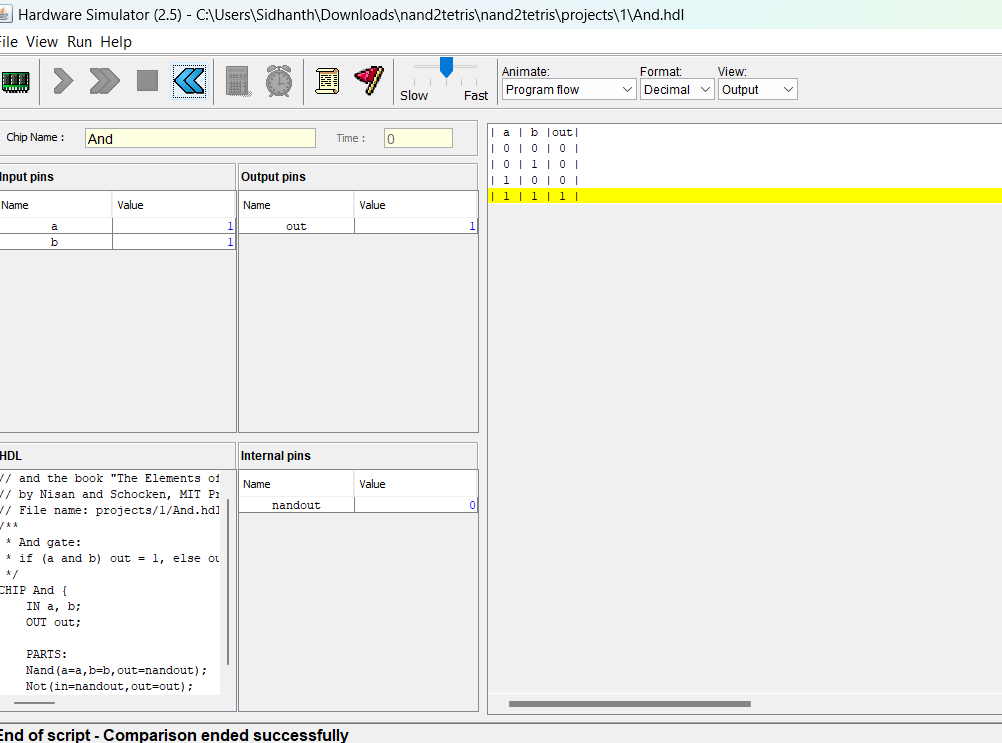 Hardware Simulator (2.5) - C:\Users\Sidhanth\Downloads\nand2tetris\nand2tetris\projects\1\And.hdl
File View Run Help
Animate: Format: View:
Slow Fast Program flow Decimal Output
Chip Name : And Time : 0
Input pins
Name Value
a 1
b 1
Output pins
Name Value
out 1
HDL
// and the book "The Elements of
// by Nisan and Schocken, MIT Pr
// File name: projects/1/And.hdl
/**
* And gate:
* if (a and b) out = 1, else ou
*/
CHIP And {
IN a, b;
OUT out;
PARTS:
Nand(a=a,b=b,out=nandout);
Not(in=nandout,out=out);
Internal pins
Name Value
nandout 0
| a | b |out|
| 0 | 0 | 0 |
| 0 | 1 | 0 |
| 1 | 0 | 0 |
| 1 | 1 | 1 |
End of script - Comparison ended successfully